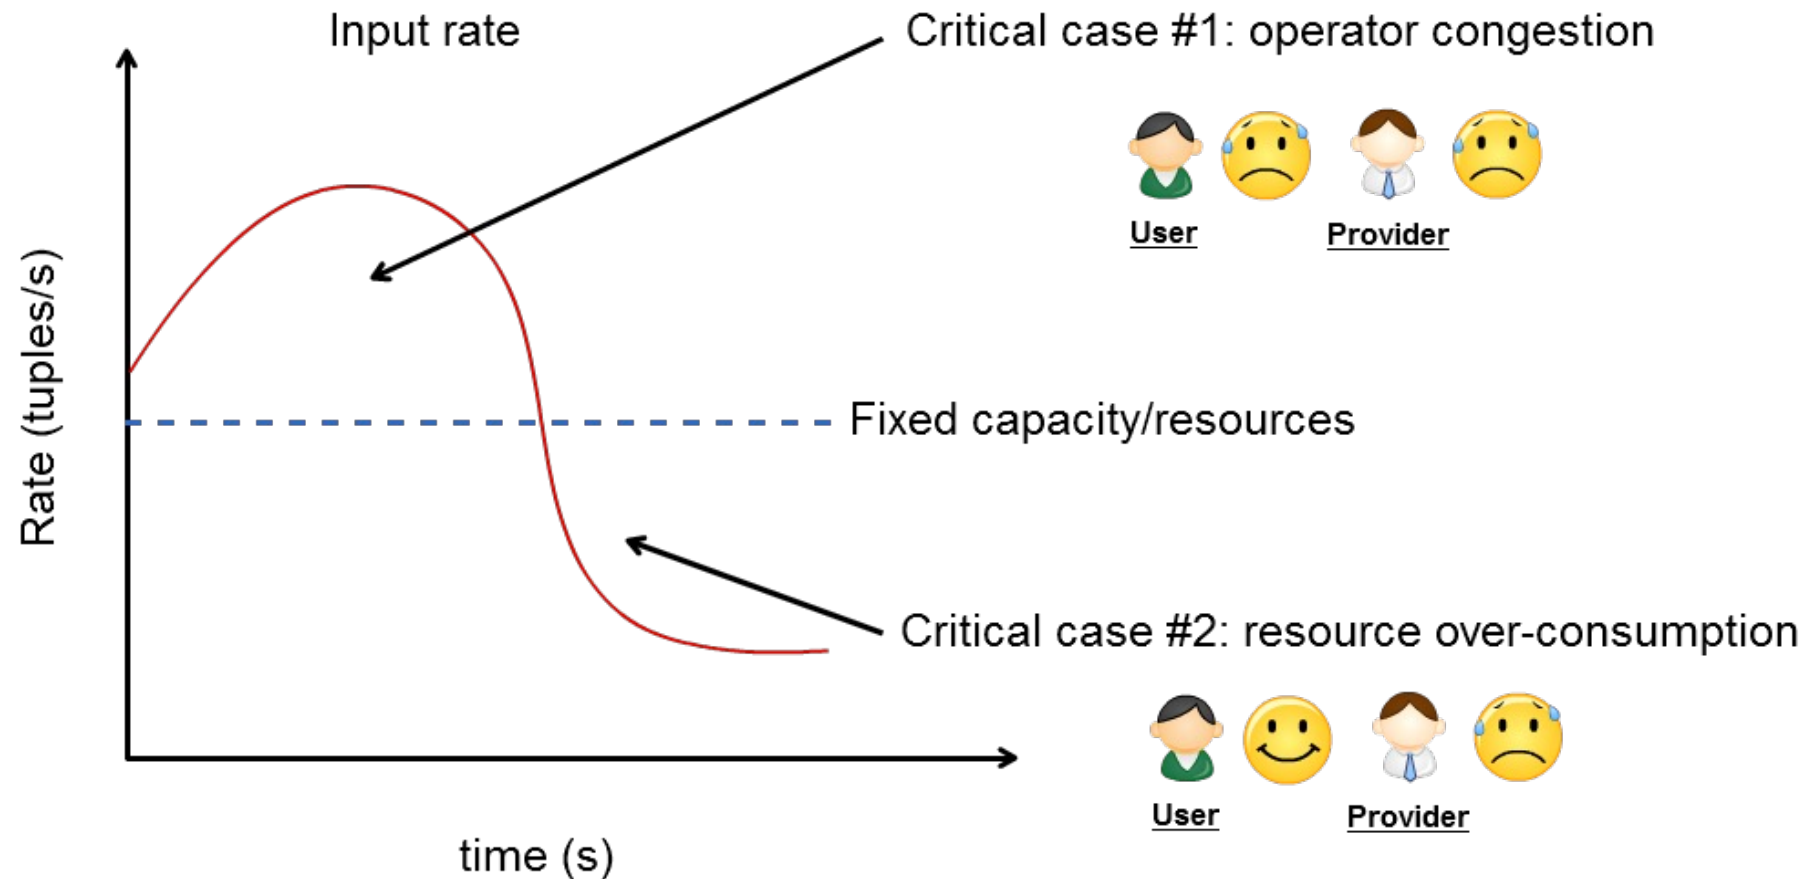 Input rate
Critical case #1: operator congestion
User
Provider
Rate (tuples/s)
Fixed capacity/resources
Critical case #2: resource over-consumption
User
Provider
time (s)